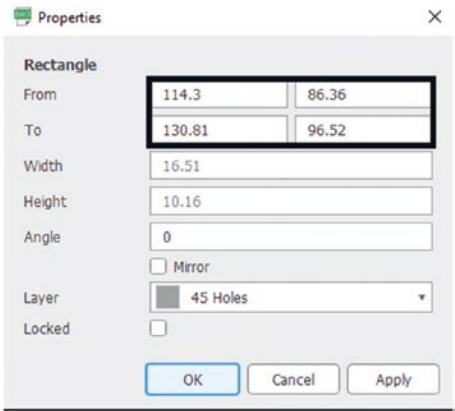 Properties
Rectangle
From 114.3 86.36
To 130.81 96.52
Width 16.51
Height 10.16
Angle 0
Mirror
Layer 45 Holes
Locked
OK Cancel Apply